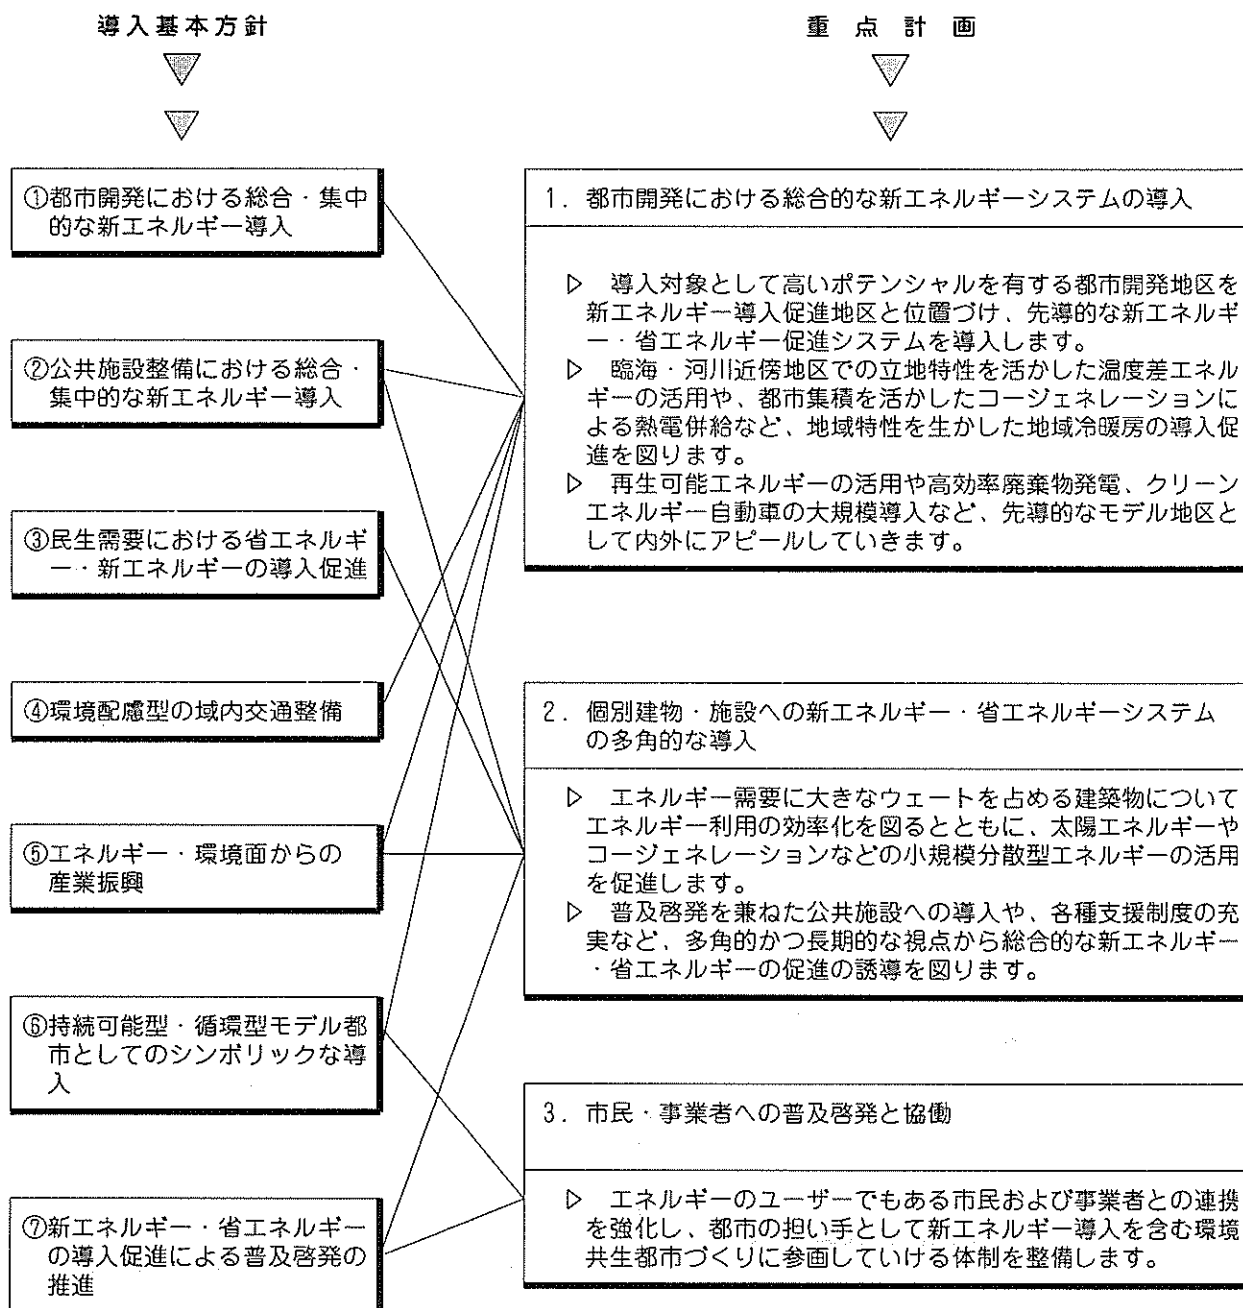 導入基本方針
重点計画
①都市開発における総合・集中
的な新エネルギー導入
②公共施設整備における総合・
集中的な新エネルギー導入
③民生需要における省エネルギ
ー・新エネルギーの導入促進
④環境配慮型の域内交通整備
⑤エネルギー・環境面からの
産業振興
⑥持続可能型・循環型モデル都
市としてのシンボリックな導
入
⑦新エネルギー・省エネルギー
の導入促進による普及啓発の
推進
1．都市開発における総合的な新エネルギーシステムの導入
▷　導入対象として高いポテンシャルを有する都市開発地区を
新エネルギー導入促進地区と位置づけ、先導的な新エネルギ
ー・省エネルギー促進システムを導入します。
▷　臨海・河川近傍地区での立地特性を活かした温度差エネル
ギーの活用や、都市集積を活かしたコージェネレーションに
よる熱電併給など、地域特性を生かした地域冷暖房の導入促
進を図ります。
▷　再生可能エネルギーの活用や高効率廃棄物発電、クリーン
エネルギー自動車の大規模導入など、先導的なモデル地区と
して内外にアピールしていきます。
2．個別建物・施設への新エネルギー・省エネルギーシステム
の多角的な導入
▷　エネルギー需要に大きなウェートを占める建築物について
エネルギー利用の効率化を図るとともに、太陽エネルギーや
コージェネレーションなどの小規模分散型エネルギーの活用
を促進します。
▷　普及啓発を兼ねた公共施設への導入や、各種支援制度の充
実など、多角的かつ長期的な視点から総合的な新エネルギー
・省エネルギーの促進の誘導を図ります。
3．市民・事業者への普及啓発と協働
▷　エネルギーのユーザーでもある市民および事業者との連携
を強化し、都市の担い手として新エネルギー導入を含む環境
共生都市づくりに参画していける体制を整備します。